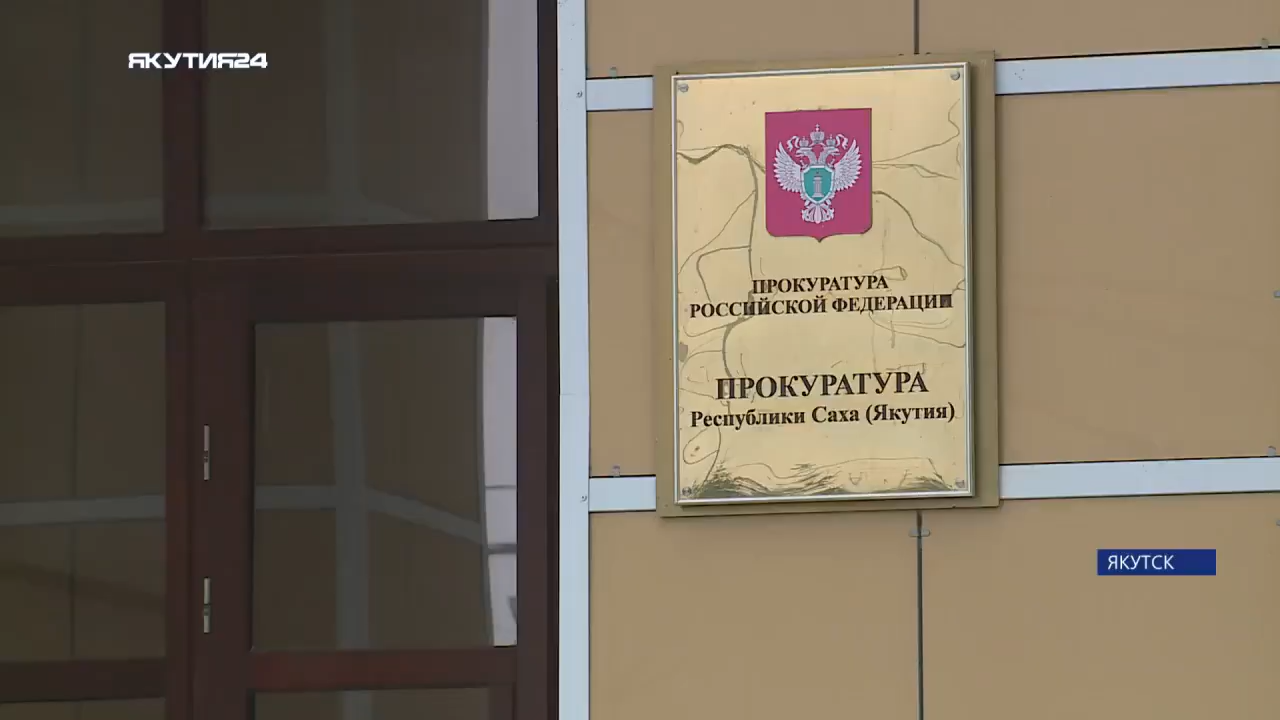 ЯКУТИЯ24
ПРОКУРАТУРА
РОССИЙСКОЙ ФЕДЕРАЦИИ
ПРОКУРАТУРА
Республики Саха (Якутия)
ЯКУТСК